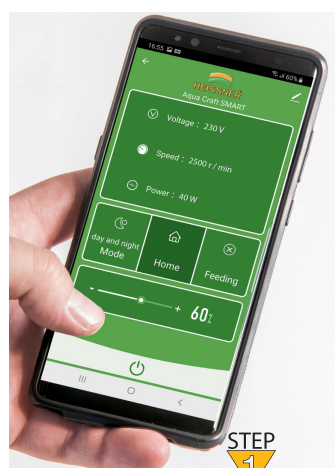 16:55
60%
HEISSNER
Aqua Craft SMART
Voltage : 230 V
Speed : 2500 r / min
Power : 40 W
day and night
Mode
Home
Feeding
- + 60%
STEP
1